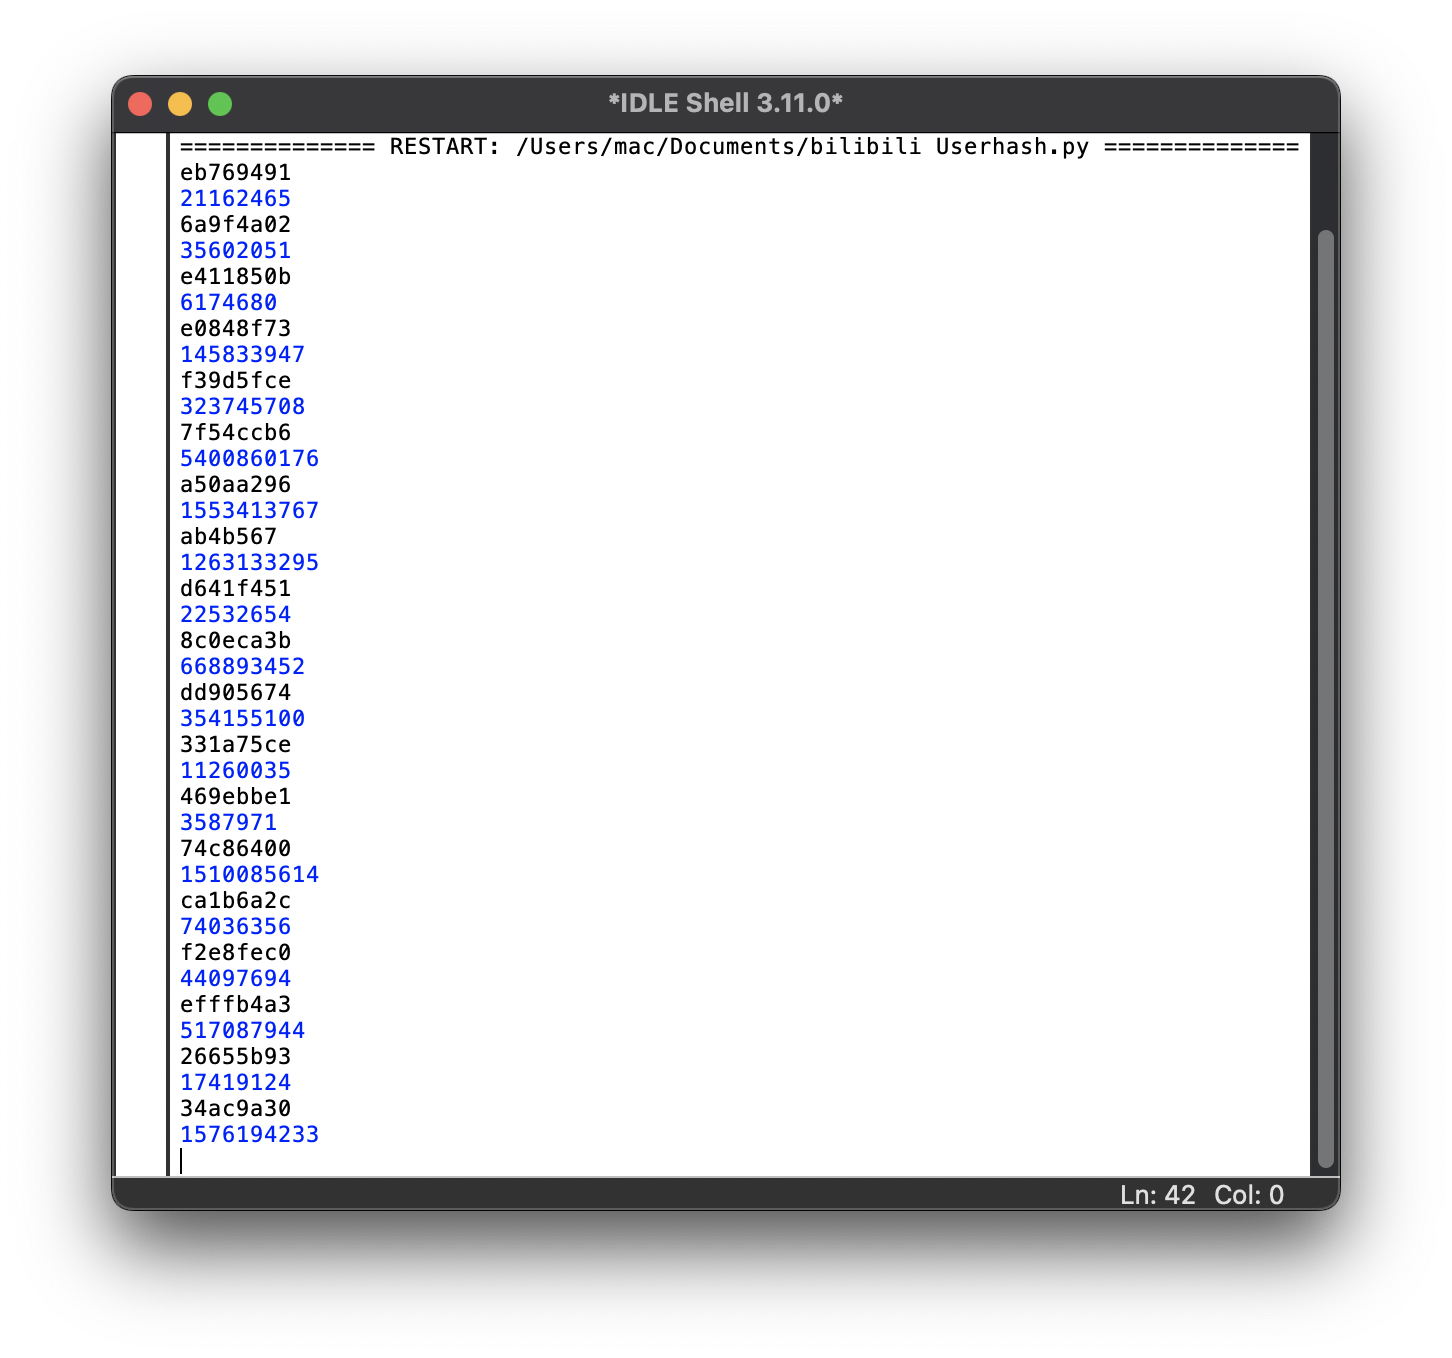 *IDLE Shell 3.11.0*
============== RESTART: /Users/mac/Documents/bilibili Userhash.py ==============
eb769491
21162465
6a9f4a02
35602051
e411850b
6174680
e0848f73
145833947
f39d5fce
323745708
7f54ccb6
5400860176
a50aa296
1553413767
ab4b567
1263133295
d641f451
22532654
8c0eca3b
668893452
dd905674
354155100
331a75ce
11260035
469ebbe1
3587971
74c86400
1510085614
ca1b6a2c
74036356
f2e8fec0
44097694
efffb4a3
517087944
26655b93
17419124
34ac9a30
1576194233
Ln: 42 Col: 0